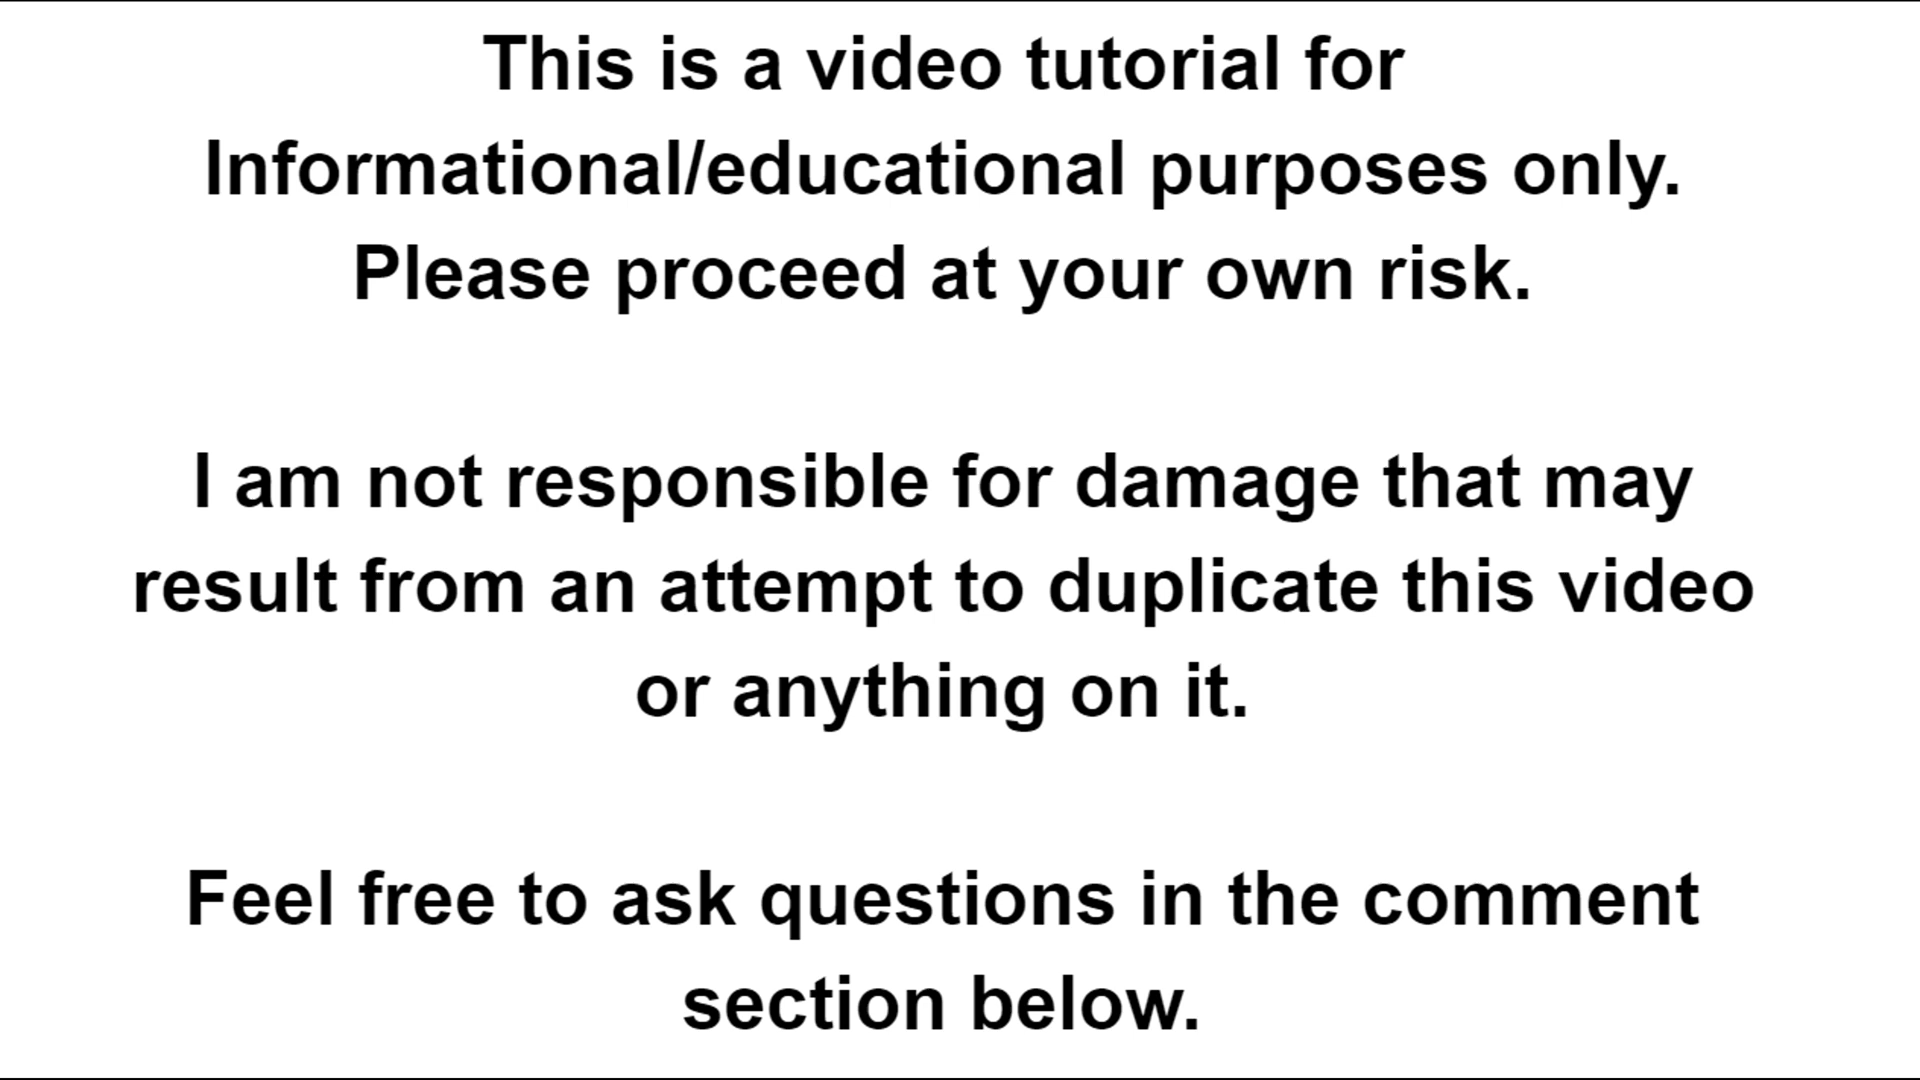 This is a video tutorial for
Informational/educational purposes only.
Please proceed at your own risk.
I am not responsible for damage that may
result from an attempt to duplicate this video
or anything on it.
Feel free to ask questions in the comment
section below.